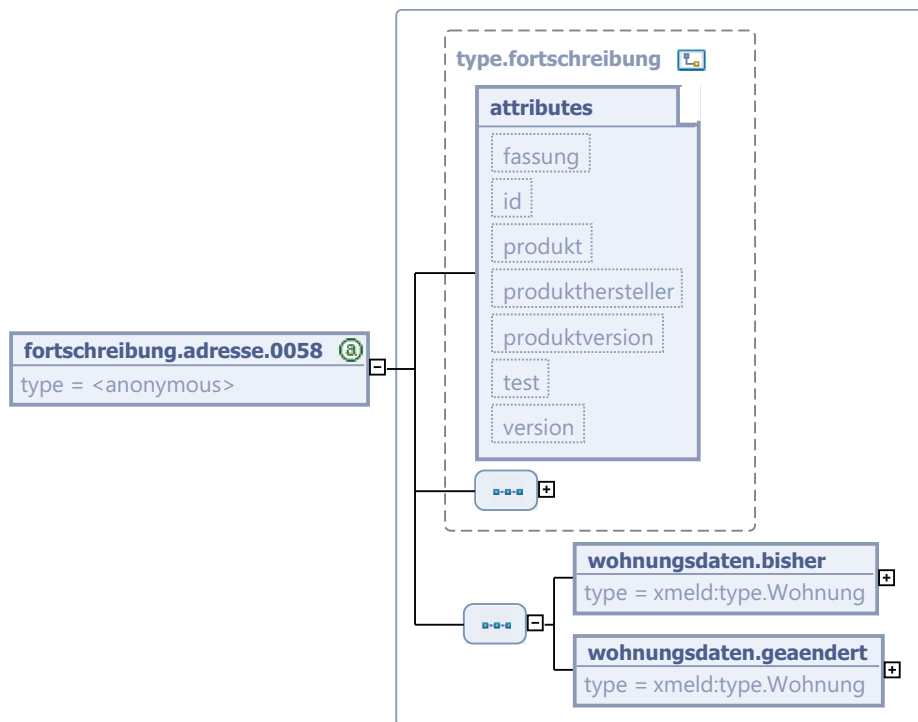 type.fortschreibung
attributes
fassung
id
produkt
produkthersteller
produktversion
test
version
fortschreibung.adresse.0058
type = <anonymous>
wohnungsdaten.bisher
type = xmeld:type.Wohnung
wohnungsdaten.geaendert
type = xmeld:type.Wohnung